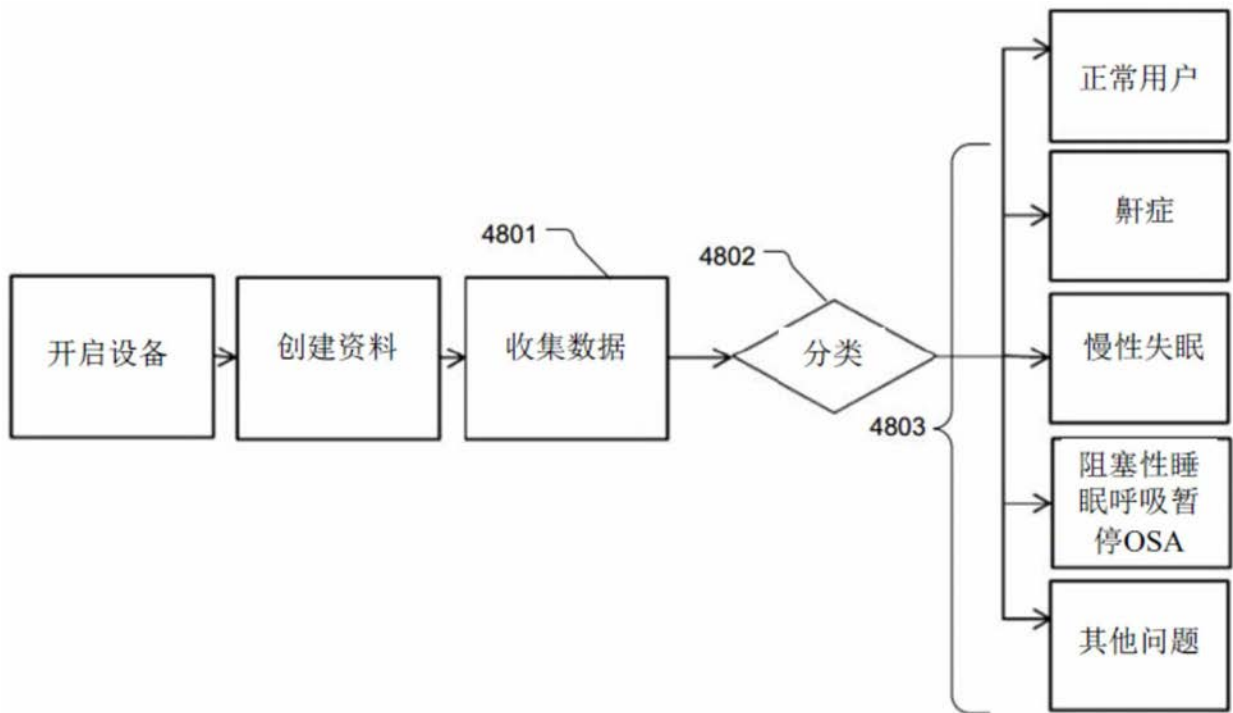 正常用户
鼾症
4801
4802
开启设备
创建资料
收集数据
分类
慢性失眠
4803
阻塞性睡
眠呼吸暂
停OSA
其他问题